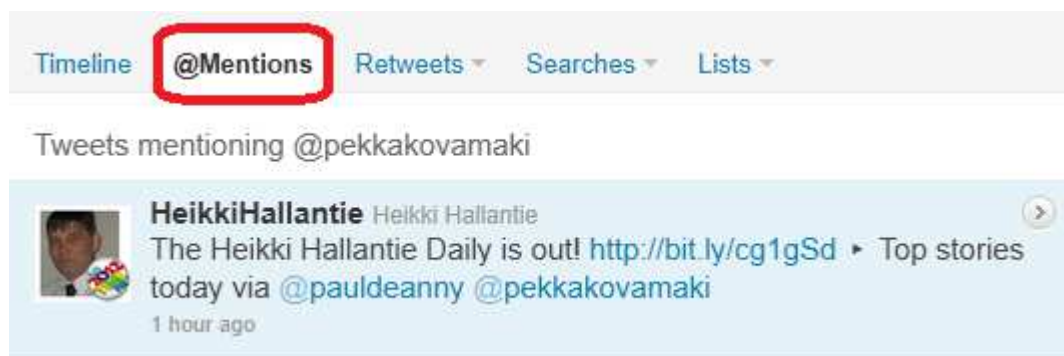 Timeline @Mentions Retweets Searches Lists
Tweets mentioning @pekkakovamaki
HeikkiHallantie Heikki Hallantie
The Heikki Hallantie Daily is out! http://bit.ly/cg1gSd ▸ Top stories
today via @pauldeanny @pekkakovamaki
1 hour ago